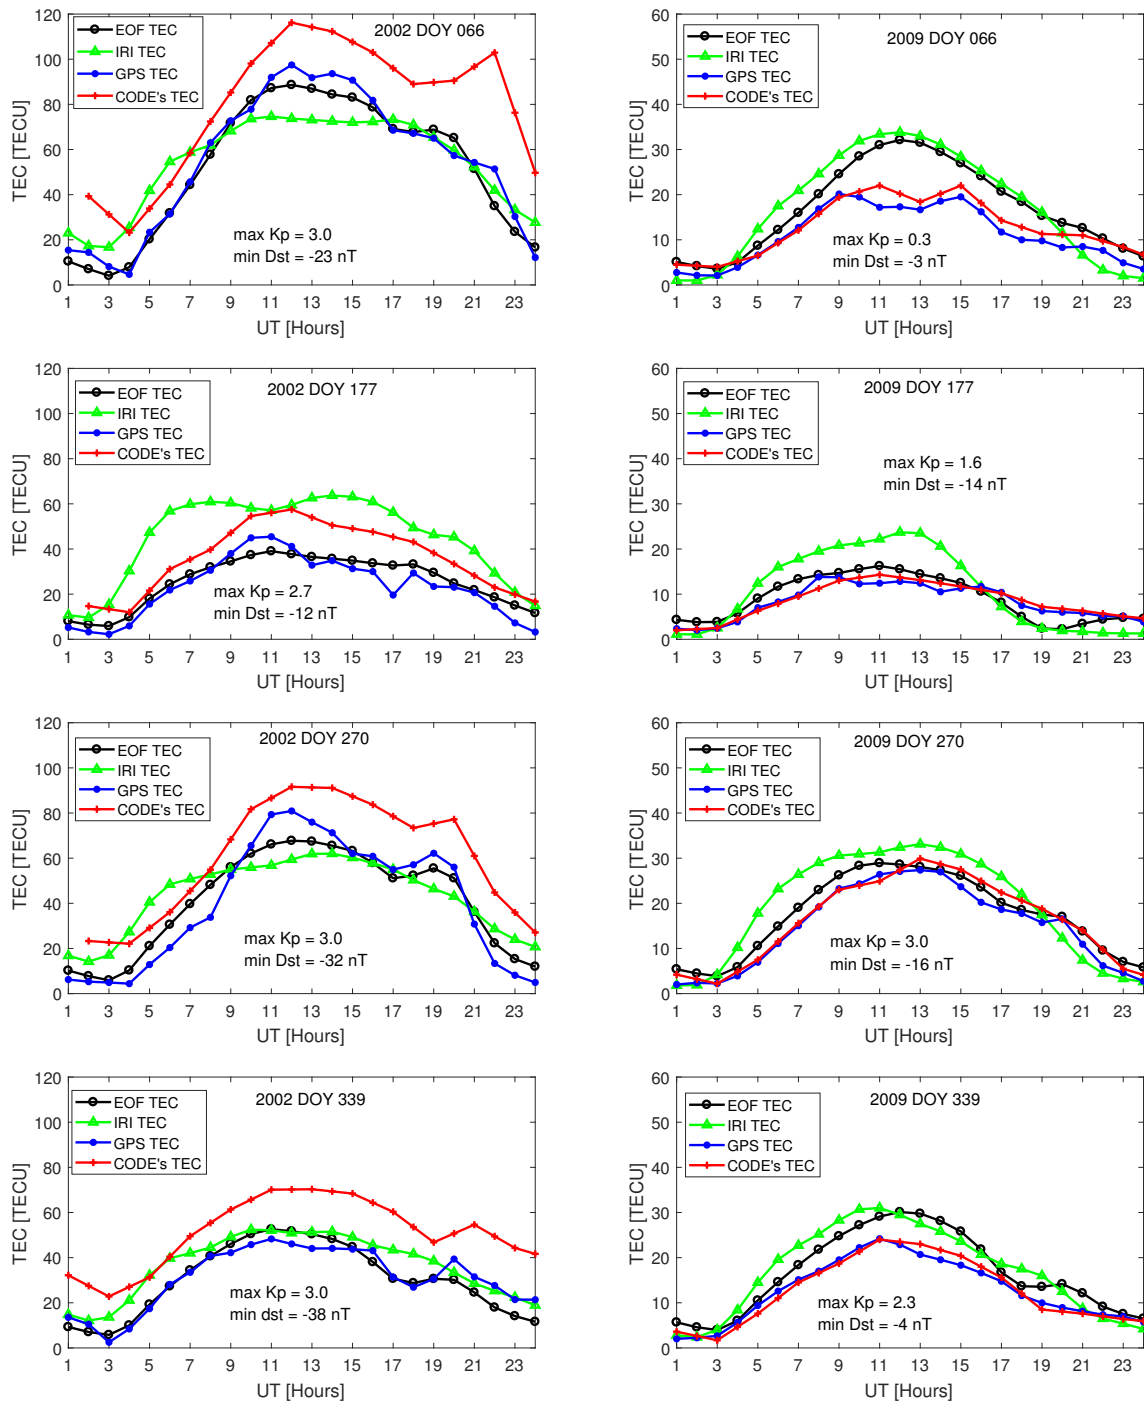 2002 DOY 066
EOF TEC
IRI TEC
GPS TEC
CODE's TEC
max Kp = 3.0
min Dst = -23 nT
TEC [TECU]
0
20
40
60
80
100
120
1 3 5 7 9 11 13 15 17 19 21 23
UT [Hours]
2009 DOY 066
EOF TEC
IRI TEC
GPS TEC
CODE's TEC
max Kp = 0.3
min Dst = -3 nT
TEC [TECU]
0
10
20
30
40
50
60
1 3 5 7 9 11 13 15 17 19 21 23
UT [Hours]
2002 DOY 177
EOF TEC
IRI TEC
GPS TEC
CODE's TEC
max Kp = 2.7
min Dst = -12 nT
TEC [TECU]
0
20
40
60
80
100
120
1 3 5 7 9 11 13 15 17 19 21 23
UT [Hours]
2009 DOY 177
EOF TEC
IRI TEC
GPS TEC
CODE's TEC
max Kp = 1.6
min Dst = -14 nT
TEC [TECU]
0
10
20
30
40
50
60
1 3 5 7 9 11 13 15 17 19 21 23
UT [Hours]
2002 DOY 270
EOF TEC
IRI TEC
GPS TEC
CODE's TEC
max Kp = 3.0
min Dst = -32 nT
TEC [TECU]
0
20
40
60
80
100
120
1 3 5 7 9 11 13 15 17 19 21 23
UT [Hours]
2009 DOY 270
EOF TEC
IRI TEC
GPS TEC
CODE's TEC
max Kp = 3.0
min Dst = -16 nT
TEC [TECU]
0
10
20
30
40
50
60
1 3 5 7 9 11 13 15 17 19 21 23
UT [Hours]
2002 DOY 339
EOF TEC
IRI TEC
GPS TEC
CODE's TEC
max Kp = 3.0
min dst = -38 nT
TEC [TECU]
0
20
40
60
80
100
120
1 3 5 7 9 11 13 15 17 19 21 23
UT [Hours]
2009 DOY 339
EOF TEC
IRI TEC
GPS TEC
CODE's TEC
max Kp = 2.3
min Dst = -4 nT
TEC [TECU]
0
10
20
30
40
50
60
1 3 5 7 9 11 13 15 17 19 21 23
UT [Hours]